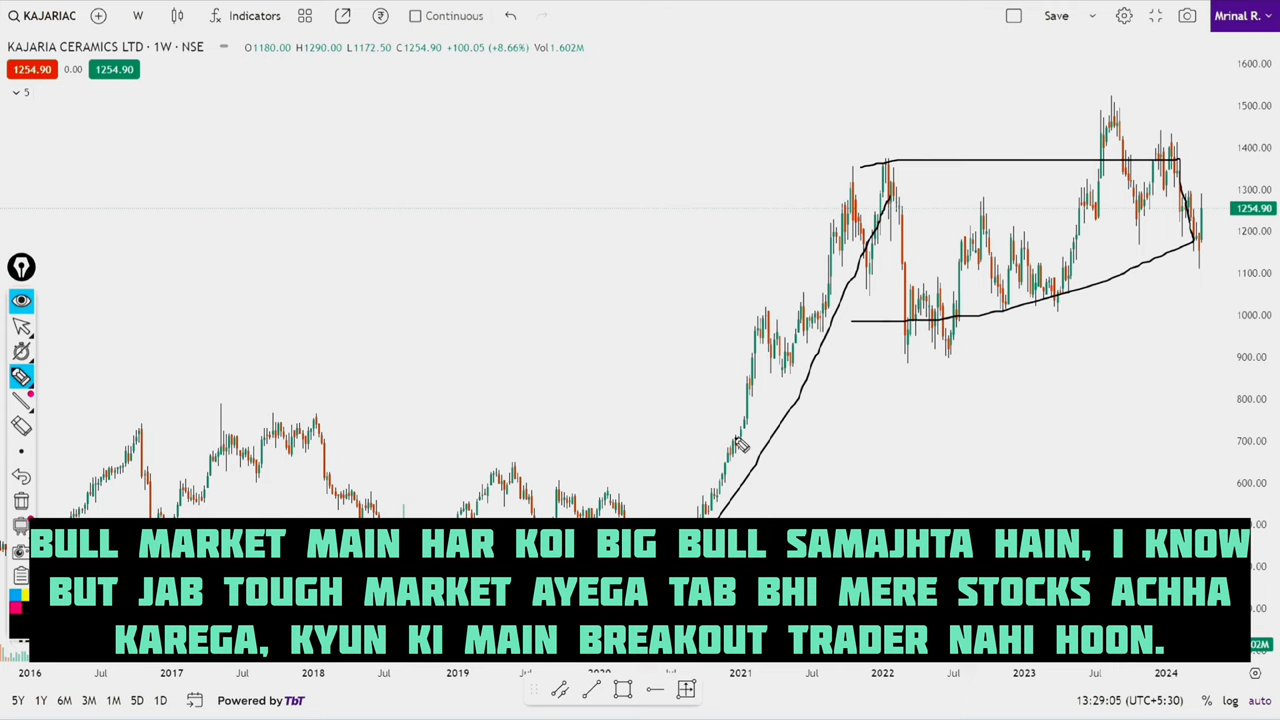 KAJARIAC W Indicators Continuous Save Mrinal R.
KAJARIA CERAMICS LTD · 1W · NSE O1180.00 H1290.00 L1172.50 C1254.90 +100.05 (+8.66%) Vol1.602M
1254.90 0.00 1254.90
5
1600.00
1500.00
1400.00
1300.00
1254.90
1200.00
1100.00
1000.00
900.00
800.00
700.00
600.00
BULL MARKET MAIN HAR KOI BIG BULL SAMAJHTA HAIN, I KNOW
BUT JAB TOUGH MARKET AYEGA TAB BHI MERE STOCKS ACHHA
KAREGA, KYUN KI MAIN BREAKOUT TRADER NAHI HOON.
2016 Jul 2017 Jul 2018 Jul 2019 Jul 2020 Jul 2021 Jul 2022 Jul 2023 Jul 2024
5Y 1Y 6M 3M 1M 5D 1D Powered by TbT 13:29:05 (UTC+5:30) % log auto